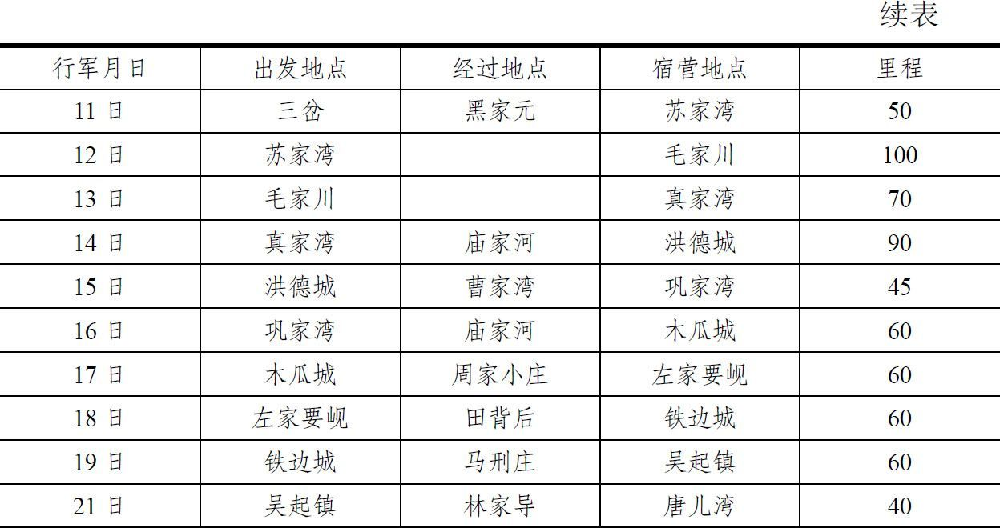 续表
行军月日 出发地点 经过地点 宿营地点 里程
11 日 三岔 黑家元 苏家湾 50
12 日 苏家湾 毛家川 100
13 日 毛家川 真家湾 70
14 日 真家湾 庙家河 洪德城 90
15 日 洪德城 曹家湾 巩家湾 45
16 日 巩家湾 庙家河 木瓜城 60
17 日 木瓜城 周家小庄 左家要岘 60
18 日 左家要岘 田背后 铁边城 60
19 日 铁边城 马刑庄 吴起镇 60
21 日 吴起镇 林家导 唐儿湾 40